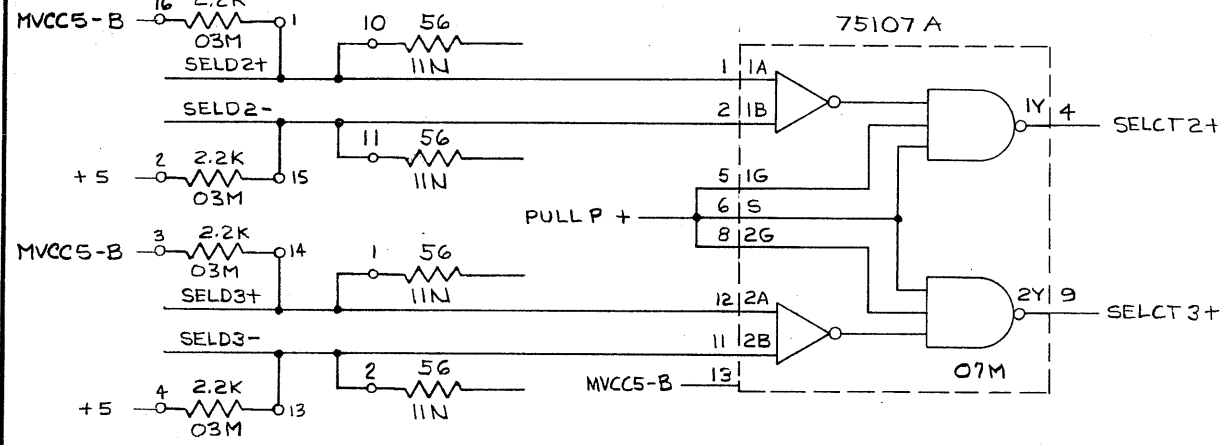 16 2.2K
MVCC5-B 1
03M
SELD2+
10 56
11N
75107A
1 1A
SELD2-
2 1B
1Y 4 SELCT2+
11 56
11N
2 2.2K
+5 15
03M
5 1G
PULLP + 6 S
8 2G
3 2.2K
MVCC5-B 14
03M
1 56
11N
SELD3+
12 2A
2Y 9 SELCT3+
SELD3-
11 2B
07M
2 56
11N
MVCC5-B 13
4 2.2K
+5 13
03M